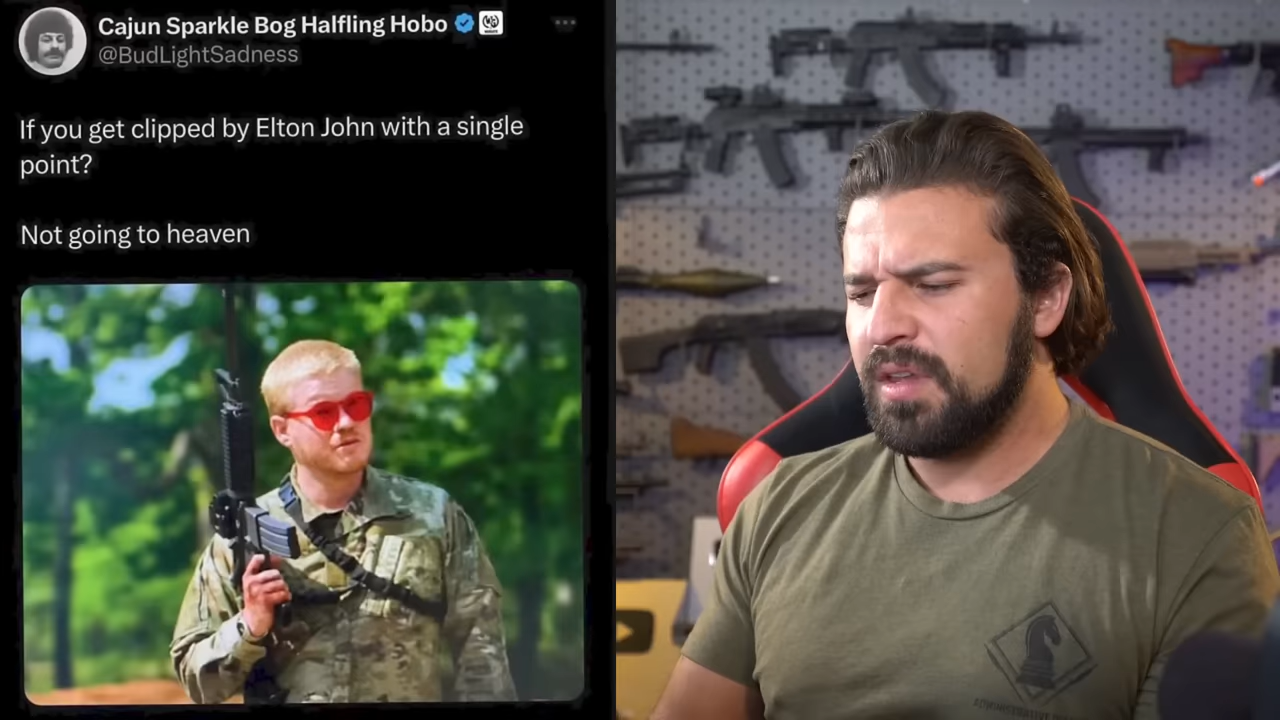 Cajun Sparkle Bog Halfling Hobo
@BudLightSadness
If you get clipped by Elton John with a single
point?
Not going to heaven